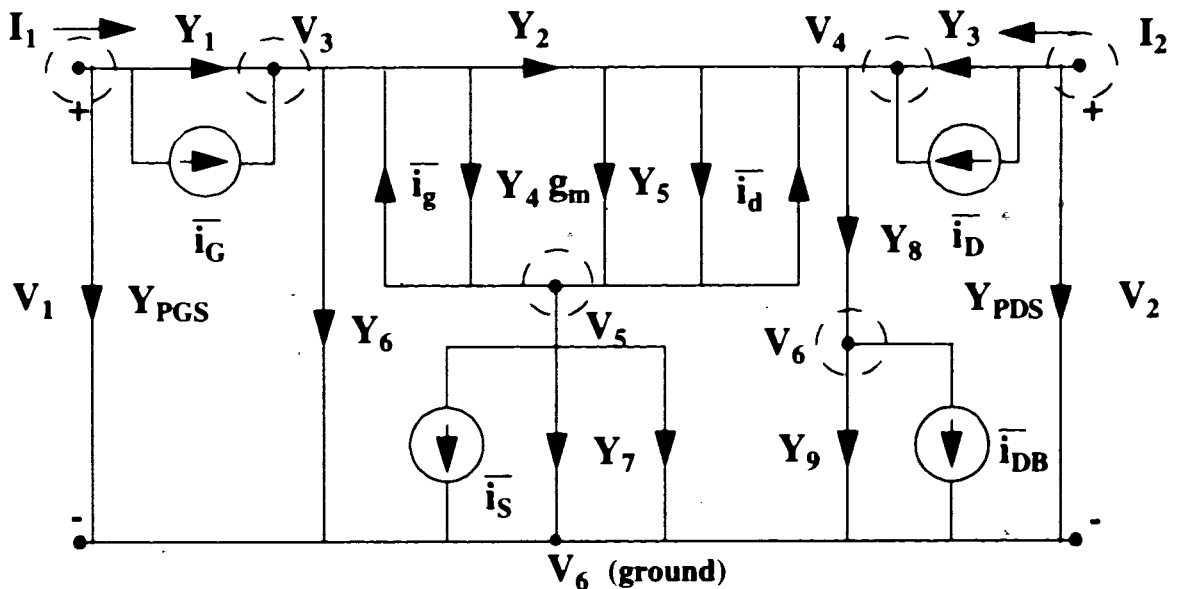 I1 Y1 V3 Y2 V4 Y3 I2
+ +
iG ig Y4 gm Y5 id Y8 iD
V1 YPGS Y6 V5 V6 YPDS V2
iS Y7 Y9 iDB
- -
V6 (ground)